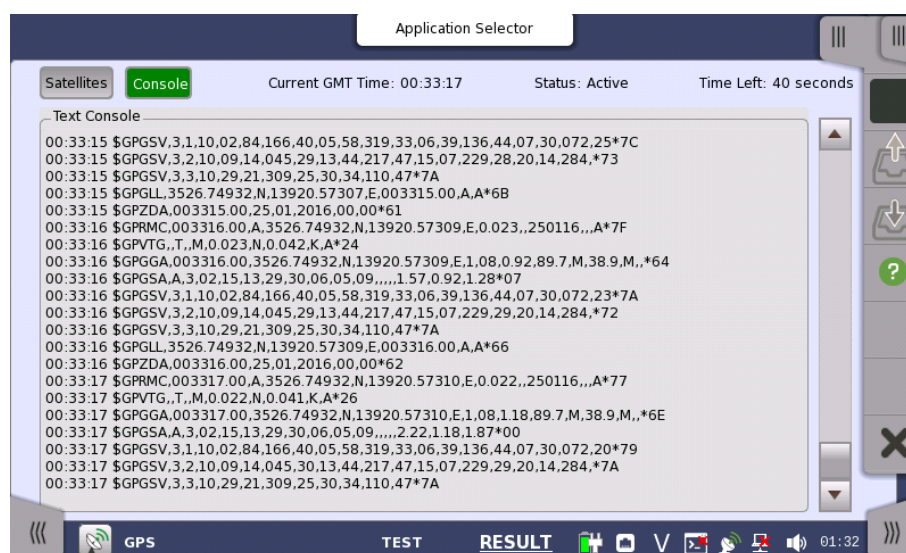 Application Selector
Satellites Console Current GMT Time: 00:33:17 Status: Active Time Left: 40 seconds
Text Console
00:33:15 $GPGSV,3,1,10,02,84,166,40,05,58,319,33,06,39,136,44,07,30,072,25*7C
00:33:15 $GPGSV,3,2,10,09,14,045,29,13,44,217,47,15,07,229,28,20,14,284,*73
00:33:15 $GPGSV,3,3,10,29,21,309,25,30,34,110,47*7A
00:33:15 $GPGLL,3526.74932,N,13920.57307,E,003315.00,A,A*6B
00:33:15 $GPZDA,003315.00,25,01,2016,00,00*61
00:33:16 $GPRMC,003316.00,A,3526.74932,N,13920.57309,E,0.023,,250116,,,A*7F
00:33:16 $GPVTG,,T,,M,0.023,N,0.042,K,A*24
00:33:16 $GPGGA,003316.00,3526.74932,N,13920.57309,E,1,08,0.92,89.7,M,38.9,M,,*64
00:33:16 $GPGSA,A,3,02,15,13,29,30,06,05,09,,,,,1.57,0.92,1.28*07
00:33:16 $GPGSV,3,1,10,02,84,166,40,05,58,319,33,06,39,136,44,07,30,072,23*7A
00:33:16 $GPGSV,3,2,10,09,14,045,29,13,44,217,47,15,07,229,29,20,14,284,*72
00:33:16 $GPGSV,3,3,10,29,21,309,25,30,34,110,47*7A
00:33:16 $GPGLL,3526.74932,N,13920.57309,E,003316.00,A,A*66
00:33:16 $GPZDA,003316.00,25,01,2016,00,00*62
00:33:17 $GPRMC,003317.00,A,3526.74932,N,13920.57310,E,0.022,,250116,,,A*77
00:33:17 $GPVTG,,T,,M,0.022,N,0.041,K,A*26
00:33:17 $GPGGA,003317.00,3526.74932,N,13920.57310,E,1,08,1.18,89.7,M,38.9,M,,*6E
00:33:17 $GPGSA,A,3,02,15,13,29,30,06,05,09,,,,,2.22,1.18,1.87*00
00:33:17 $GPGSV,3,1,10,02,84,166,40,05,58,319,33,06,39,136,44,07,30,072,20*79
00:33:17 $GPGSV,3,2,10,09,14,045,30,13,44,217,47,15,07,229,29,20,14,284,*7A
00:33:17 $GPGSV,3,3,10,29,21,309,25,30,34,110,47*7A
GPS TEST RESULT V 01:32